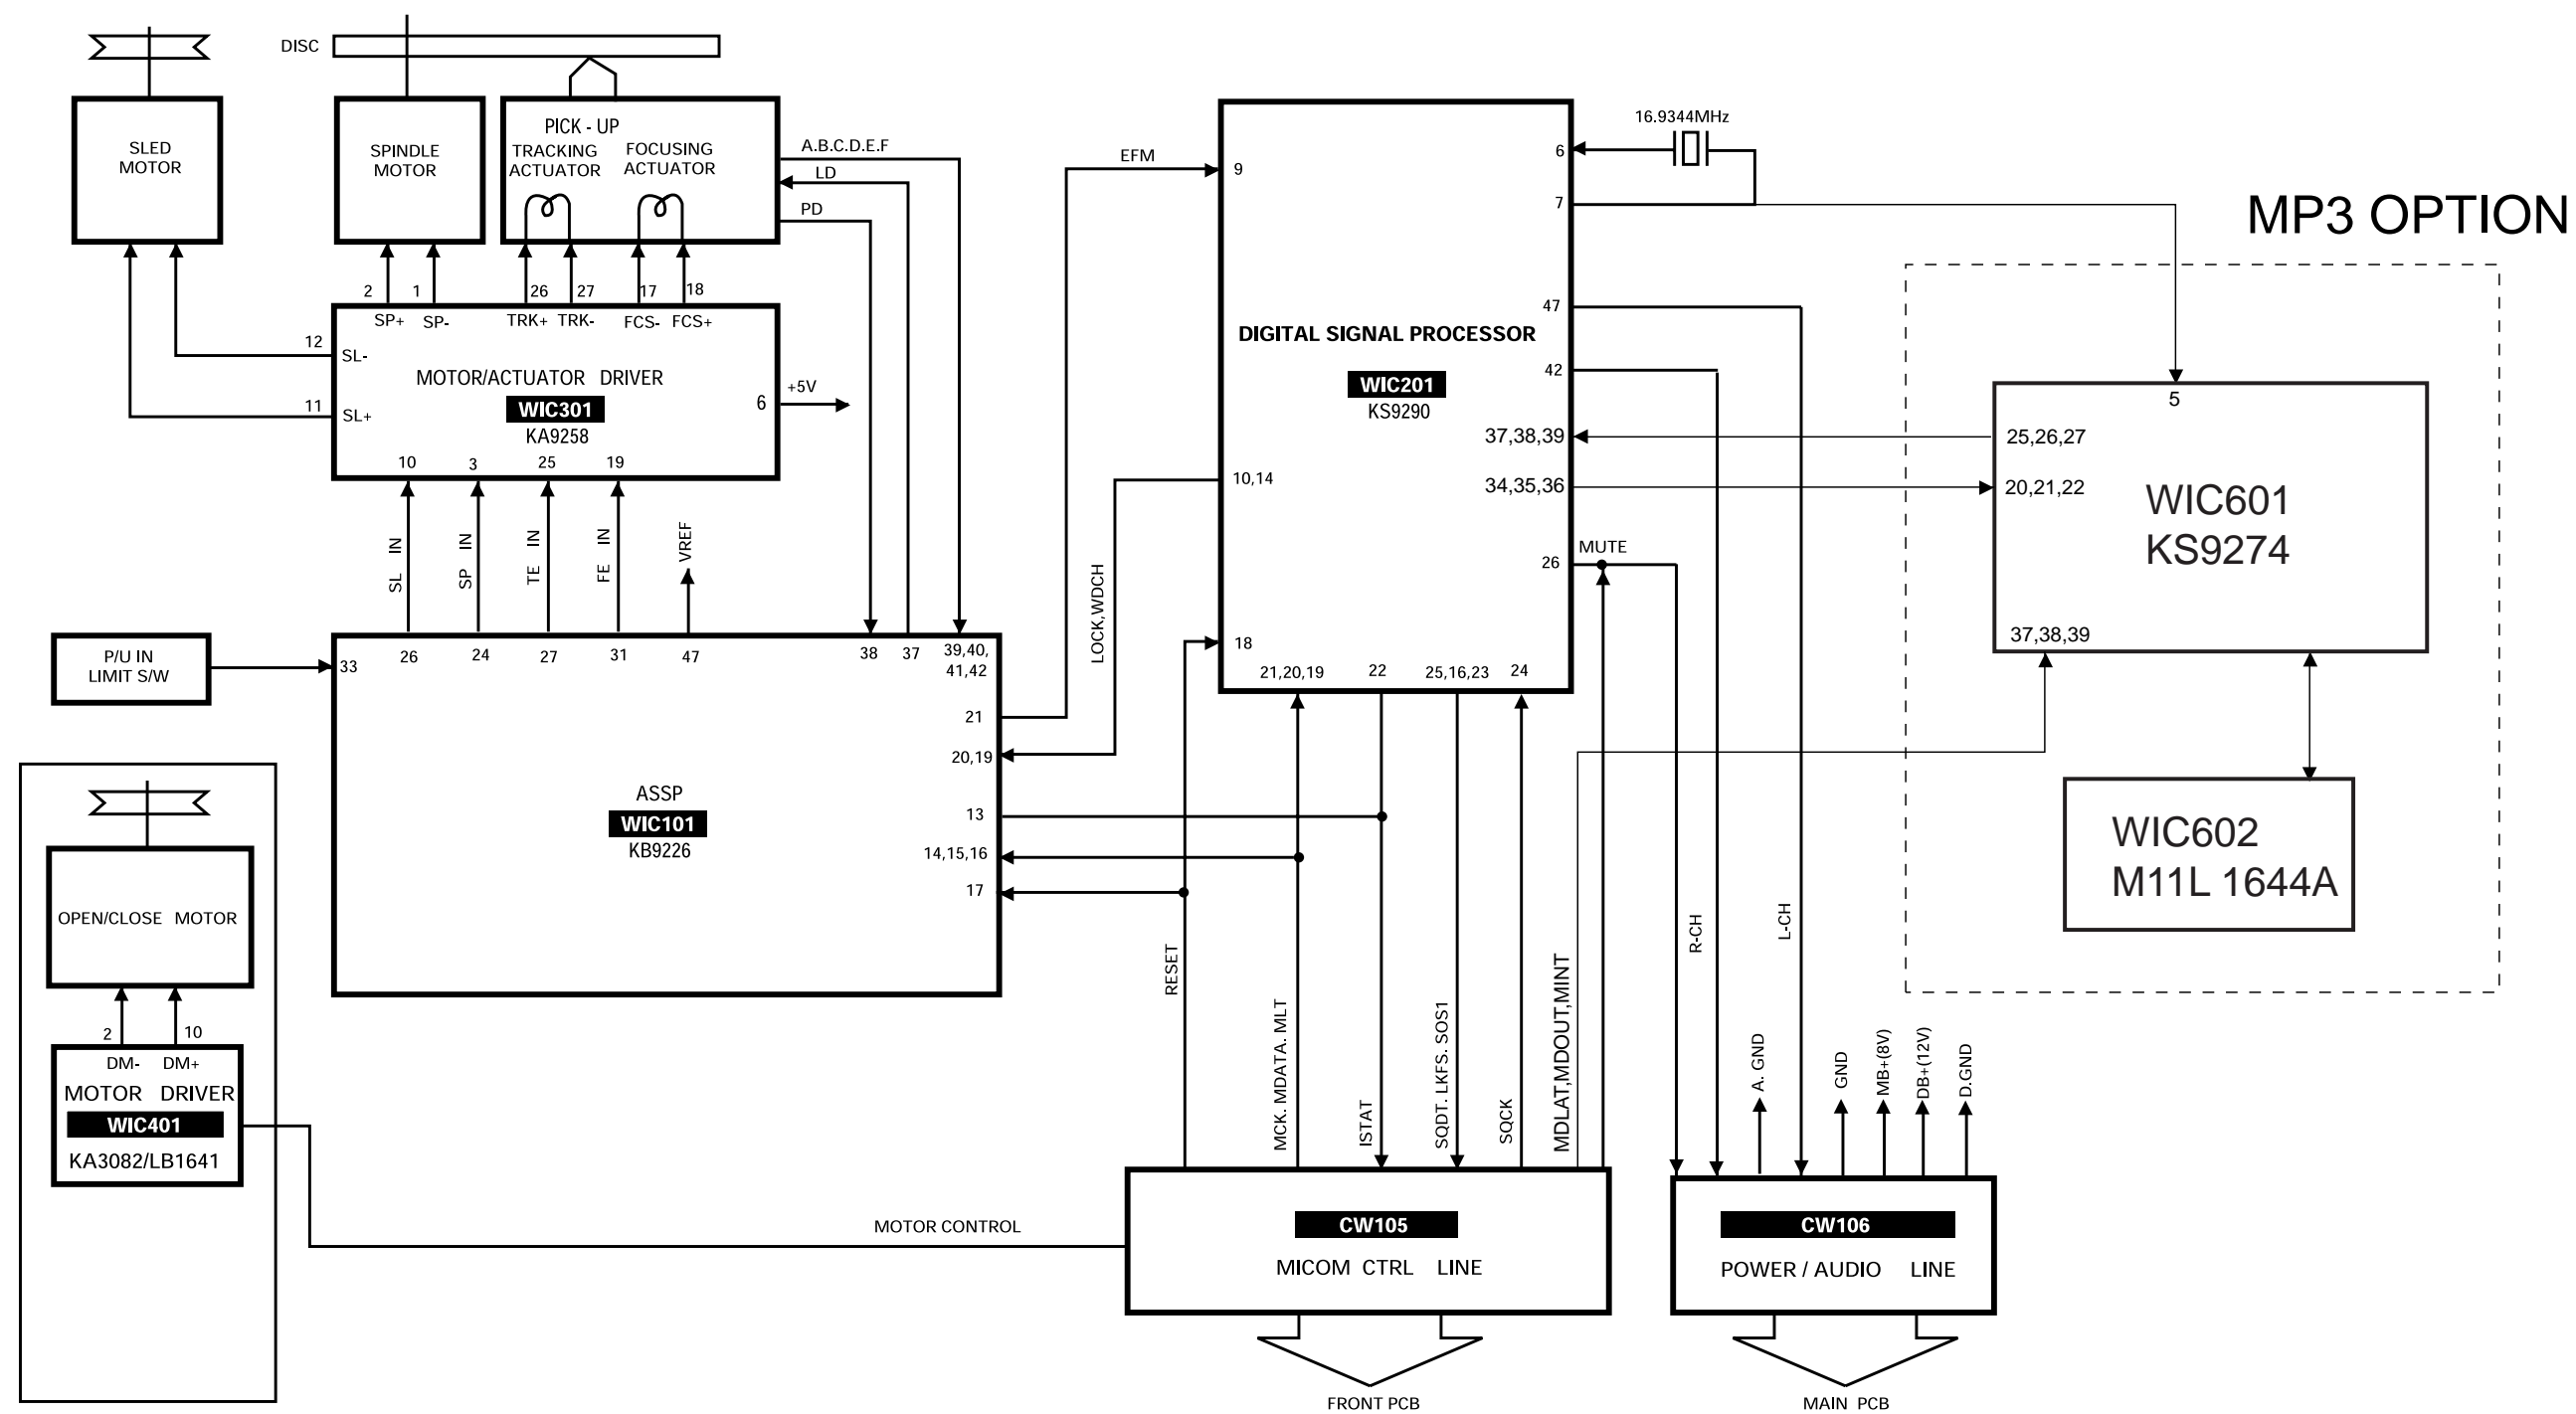 DISC
SLED
MOTOR
SPINDLE
MOTOR
PICK - UP
TRACKING
ACTUATOR
FOCUSING
ACTUATOR
A.B.C.D.E.F
LD
PD
2
1
26
27
17
18
SP+
SP-
TRK+
TRK-
FCS-
FCS+
12
SL-
11
SL+
MOTOR/ACTUATOR DRIVER
WIC301
KA9258
6
+5V
10
3
25
19
SL IN
SP IN
TE IN
FE IN
VREF
P/U IN
LIMIT S/W
33
26
24
27
31
47
38
37
39,40,
41,42
21
20,19
13
14,15,16
17
ASSP
WIC101
KB9226
OPEN/CLOSE MOTOR
2
10
DM-
DM+
MOTOR DRIVER
WIC401
KA3082/LB1641
MOTOR CONTROL
EFM
LOCK,WDCH
9
10,14
18
21,20,19
22
25,16,23
24
DIGITAL SIGNAL PROCESSOR
WIC201
KS9290
6
7
47
42
37,38,39
34,35,36
26
16.9344MHz
MUTE
MP3 OPTION
5
25,26,27
20,21,22
WIC601
KS9274
37,38,39
WIC602
M11L 1644A
RESET
MCK. MDATA. MLT
ISTAT
SQDT. LKFS. SOS1
SQCK
MDLAT,MDOUT,MINT
R-CH
L-CH
A. GND
GND
MB+(8V)
DB+(12V)
D.GND
CW105
MICOM CTRL LINE
FRONT PCB
CW106
POWER / AUDIO LINE
MAIN PCB